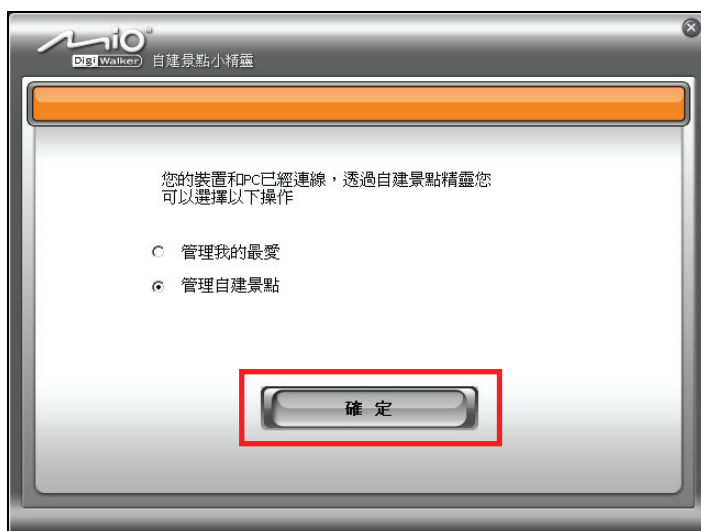 Mio
DigiWalker 自建景點小精靈
您的裝置和PC已經連線，透過自建景點精靈您
可以選擇以下操作
管理我的最愛
管理自建景點
確 定